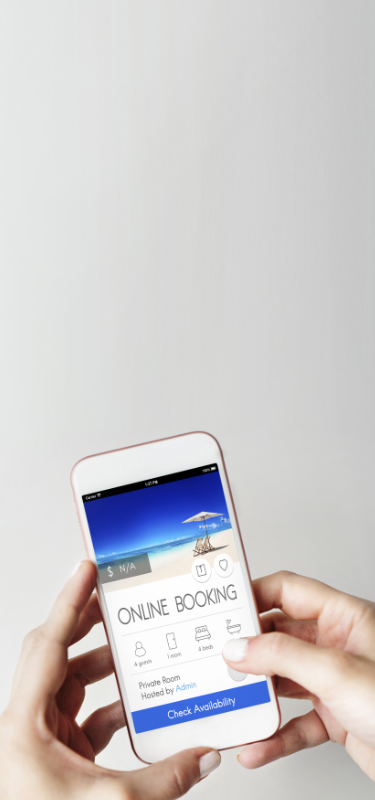 Carrier
1:21 PM
100%
$ N/A
ONLINE BOOKING
4 guests
1 room
4 beds
Private Room
Hosted by Admin
Check Availability